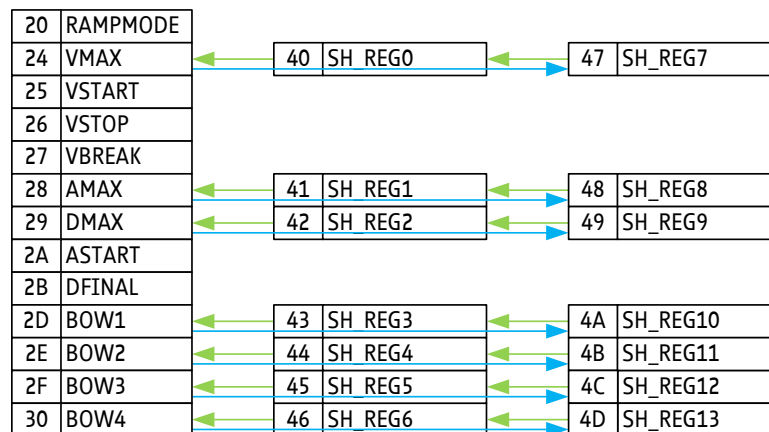 20 RAMPMODE
24 VMAX 40 SH_REG0 47 SH_REG7
25 VSTART
26 VSTOP
27 VBREAK
28 AMAX 41 SH_REG1 48 SH_REG8
29 DMAX 42 SH_REG2 49 SH_REG9
2A ASTART
2B DFINAL
2D BOW1 43 SH_REG3 4A SH_REG10
2E BOW2 44 SH_REG4 4B SH_REG11
2F BOW3 45 SH_REG5 4C SH_REG12
30 BOW4 46 SH_REG6 4D SH_REG13